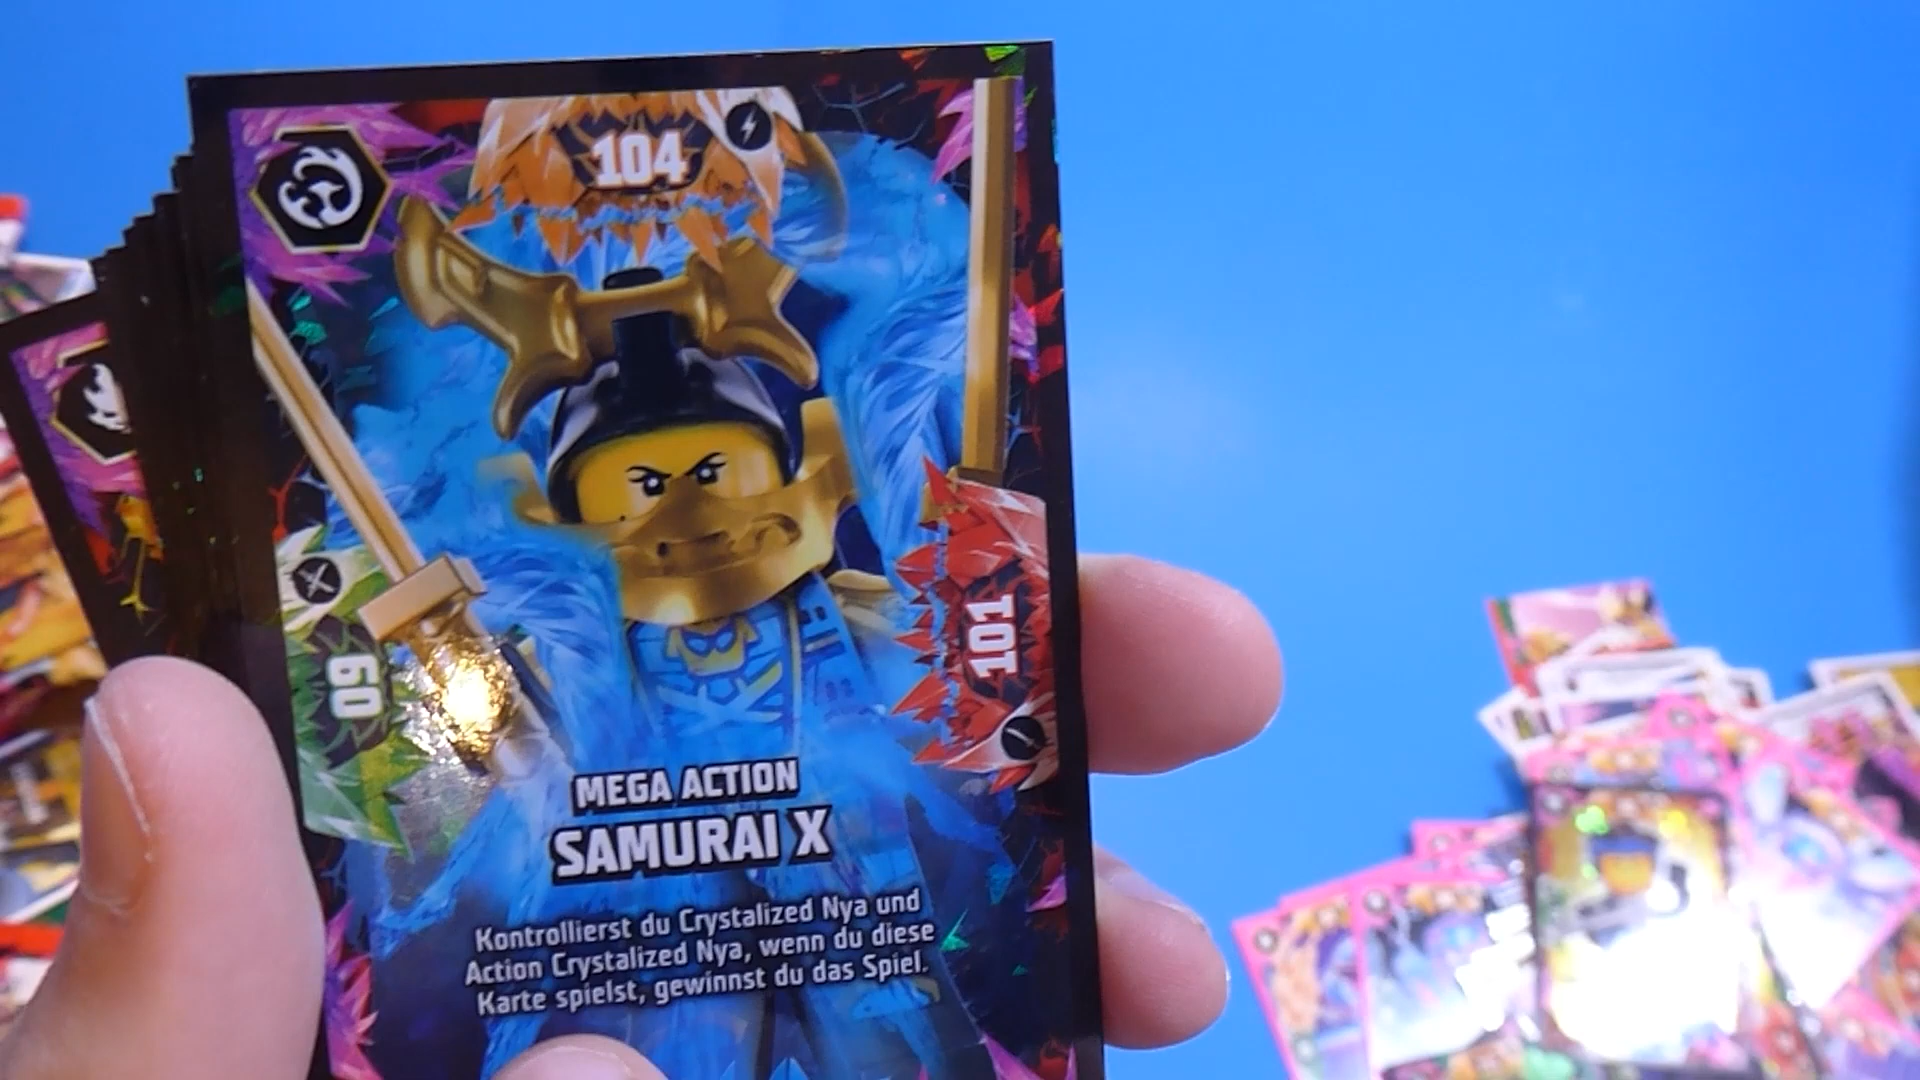 104
09
101
MEGA ACTION
SAMURAI X
Kontrollierst du Crystalized Nya und
Action Crystalized Nya, wenn du diese
Karte spielst, gewinnst du das Spiel.